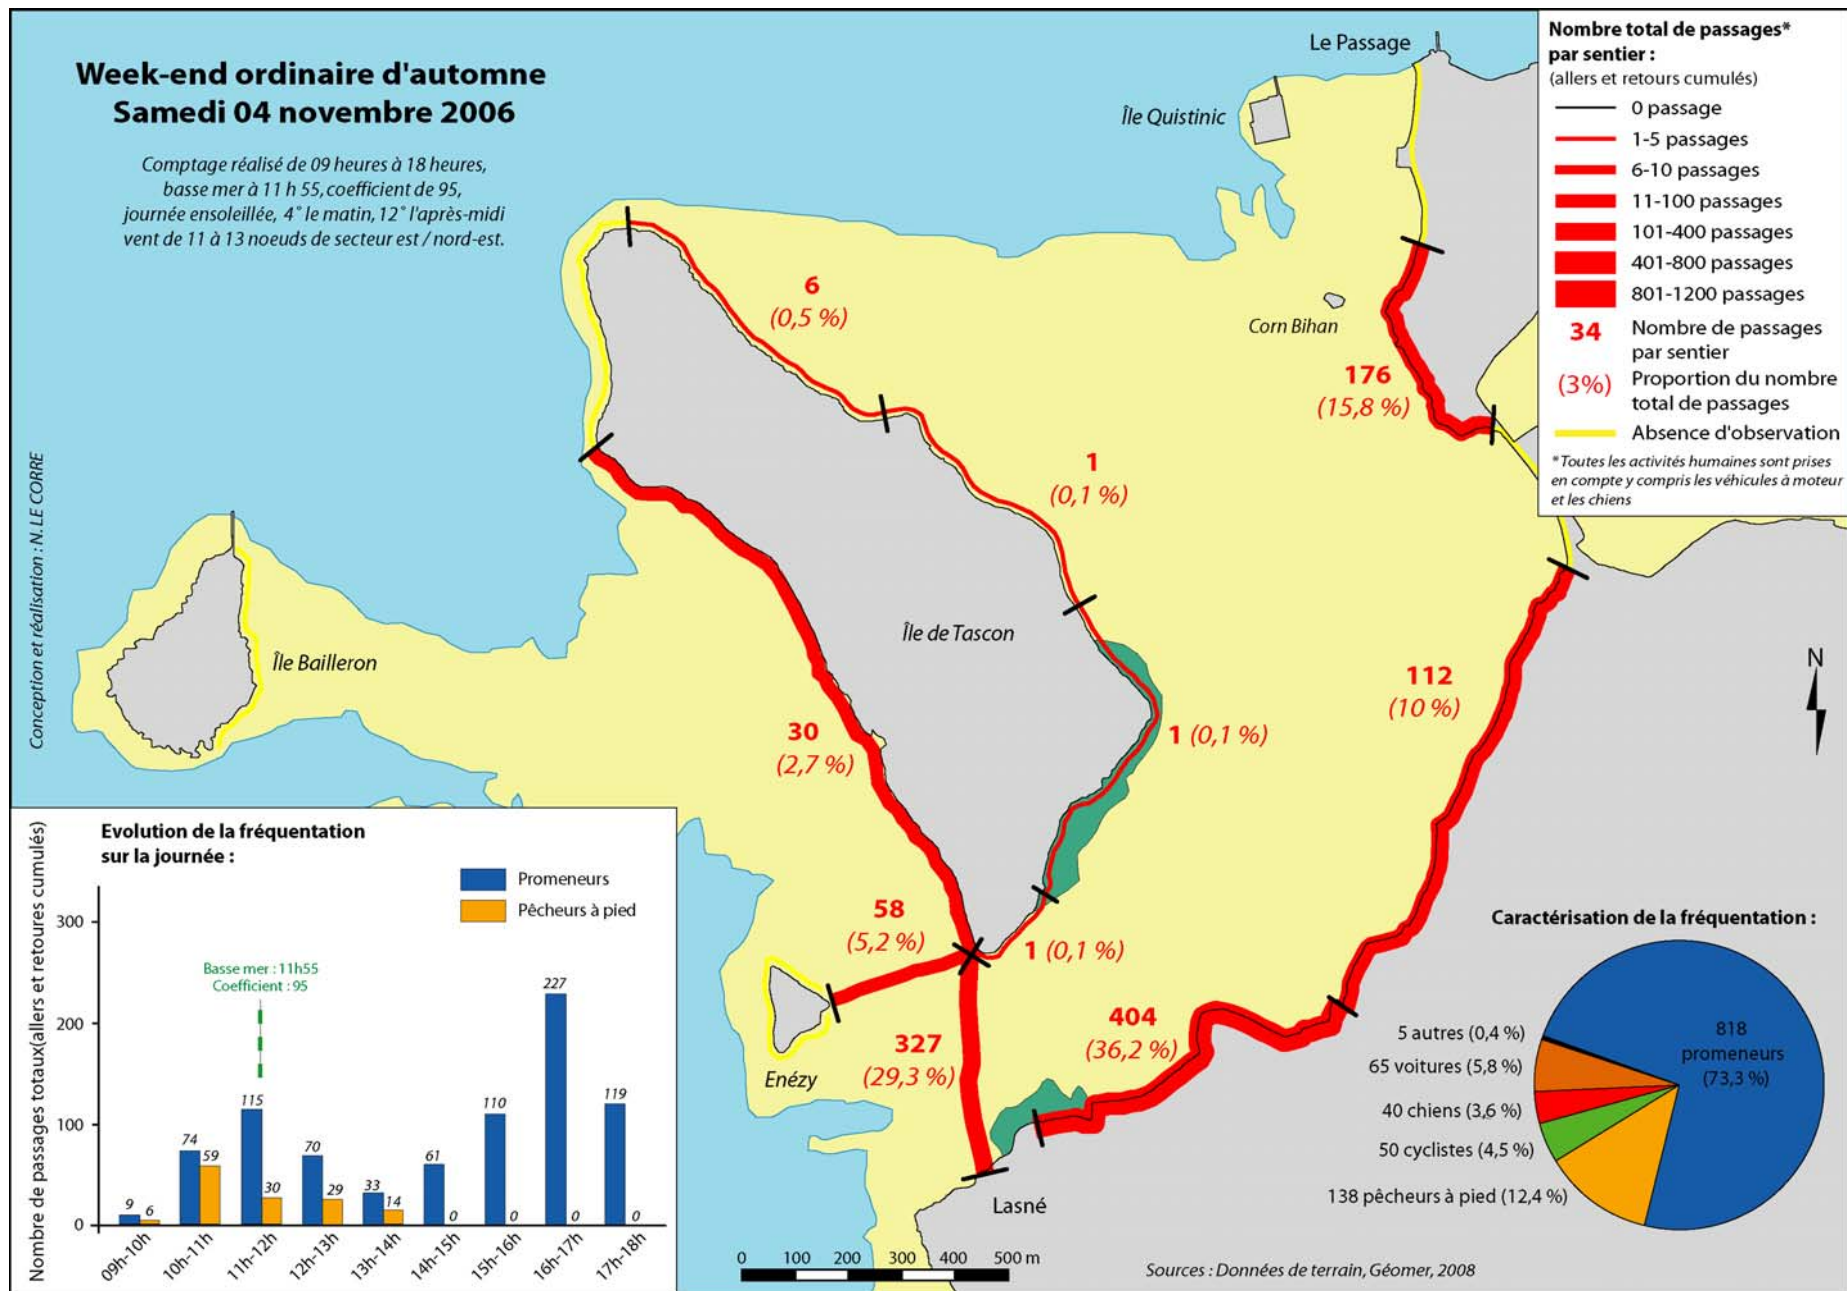 Week-end ordinaire d'automne
Samedi 04 novembre 2006
Comptage réalisé de 09 heures à 18 heures,
basse mer à 11 h 55, coefficient de 95,
journée ensoleillée, 4° le matin, 12° l'après-midi
vent de 11 à 13 noeuds de secteur est / nord-est.
Conception et réalisation : N. LE CORRE
Le Passage
Île Quistinic
Corn Bihan
Île de Tascon
Île Bailleron
Enézy
Lasné
6
(0,5 %)
176
(15,8 %)
1
(0,1 %)
112
(10 %)
1 (0,1 %)
30
(2,7 %)
58
(5,2 %)
1 (0,1 %)
327
(29,3 %)
404
(36,2 %)
N
Nombre total de passages*
par sentier :
(allers et retours cumulés)
0 passage
1-5 passages
6-10 passages
11-100 passages
101-400 passages
401-800 passages
801-1200 passages
34 Nombre de passages
par sentier
(3%) Proportion du nombre
total de passages
Absence d'observation
*Toutes les activités humaines sont prises
en compte y compris les véhicules à moteur
et les chiens
Evolution de la fréquentation
sur la journée :
Nombre de passages totaux(allers et retoures cumulés)
Promeneurs
Pêcheurs à pied
Basse mer : 11h55
Coefficient : 95
300
200
100
0
9 6
74 59
115 30
70 29
33 14
61 0
110 0
227 0
119 0
09h-10h
10h-11h
11h-12h
12h-13h
13h-14h
14h-15h
15h-16h
16h-17h
17h-18h
Caractérisation de la fréquentation :
818
promeneurs
(73,3 %)
5 autres (0,4 %)
65 voitures (5,8 %)
40 chiens (3,6 %)
50 cyclistes (4,5 %)
138 pêcheurs à pied (12,4 %)
0 100 200 300 400 500 m
Sources : Données de terrain, Géomer, 2008